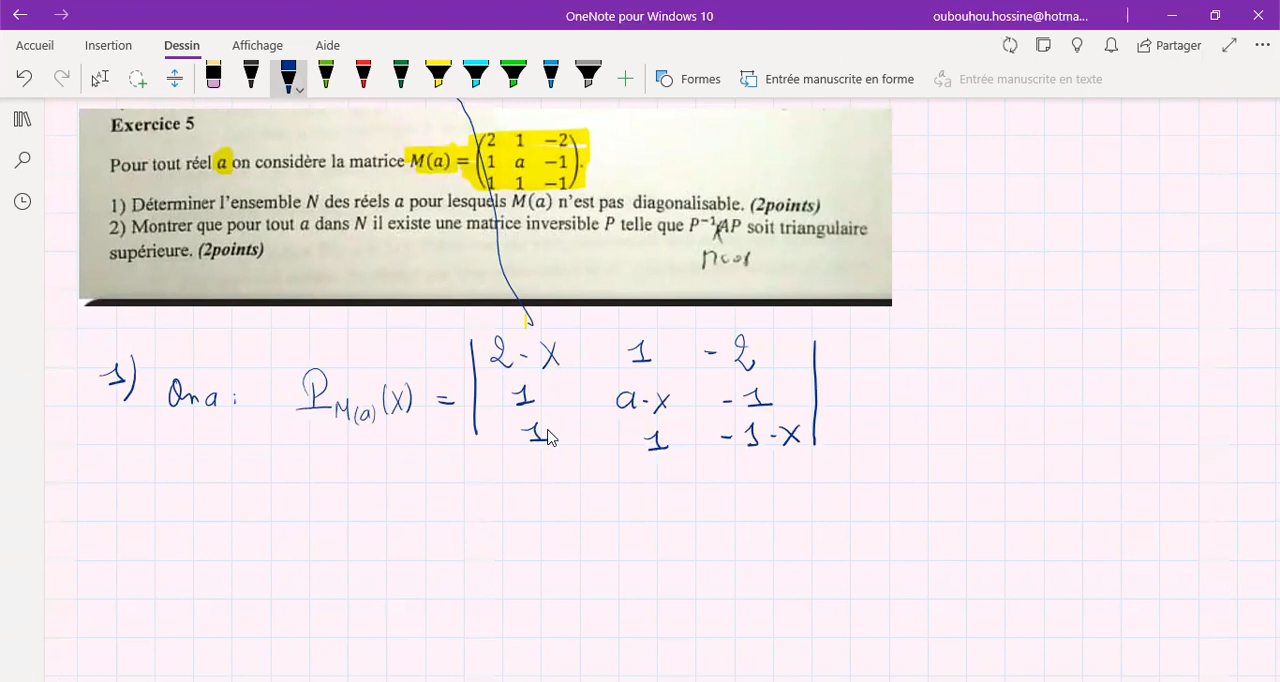 OneNote pour Windows 10
oubouhou.hossine@hotma...
Accueil Insertion Dessin Affichage Aide
Partager
Formes Entrée manuscrite en forme Entrée manuscrite en texte
Exercice 5
Pour tout réel a on considère la matrice M(a) = (2 1 −2
1 a −1
1 1 −1).
1) Déterminer l'ensemble N des réels a pour lesquels M(a) n'est pas diagonalisable. (2points)
2) Montrer que pour tout a dans N il existe une matrice inversible P telle que P⁻¹AP soit triangulaire
supérieure. (2points)
M(a)
1) On a : P_M(a)(X) = | 2-X 1 -2 |
| 1 a-X -1 |
| 1 1 -1-X |